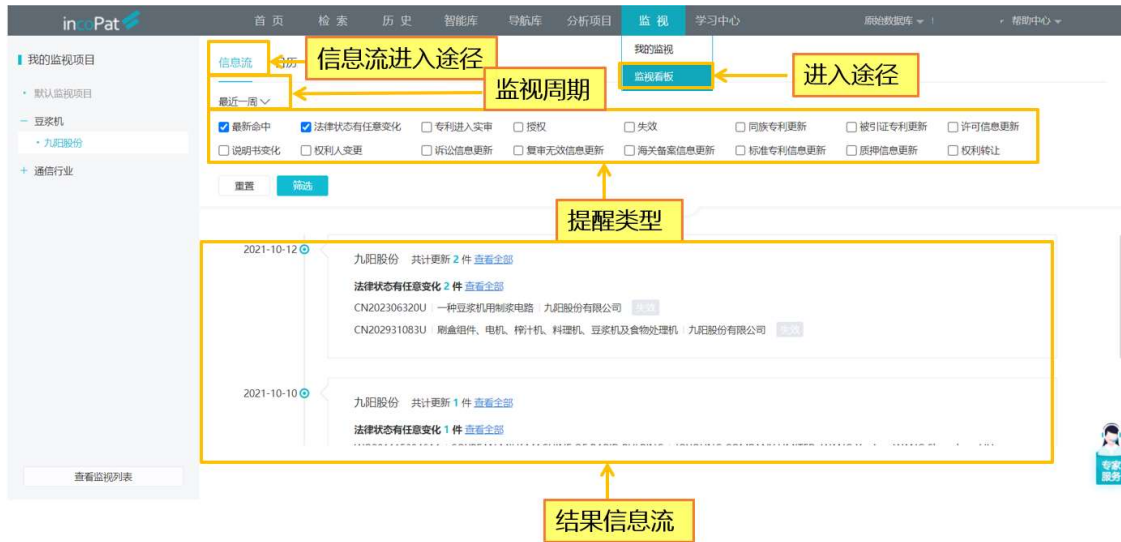 incoPat 首页 检索 历史 智能库 导航库 分析项目 监视 学习中心 原始数据库 帮助中心
我的监视项目
信息流
信息流进入途径
我的监视
监视看板
进入途径
默认监视项目
最近一周
监视周期
豆浆机
九阳股份
通信行业
最新命中 法律状态有任意变化 专利进入实审 授权 失效 同族专利更新 被引证专利更新 许可信息更新
说明书变化 权利人变更 诉讼信息更新 复审无效信息更新 海关备案信息更新 标准专利信息更新 质押信息更新 权利转让
重置 筛选
提醒类型
2021-10-12
九阳股份 共计更新 2 件 查看全部
法律状态有任意变化 2 件 查看全部
CN202306320U 一种豆浆机用制浆电路 九阳股份有限公司 失效
CN202931083U 刷盒组件、电机、榨汁机、料理机、豆浆机及食物处理机 九阳股份有限公司 失效
2021-10-10
九阳股份 共计更新 1 件 查看全部
法律状态有任意变化 1 件 查看全部
专家
服务
查看监视列表
结果信息流